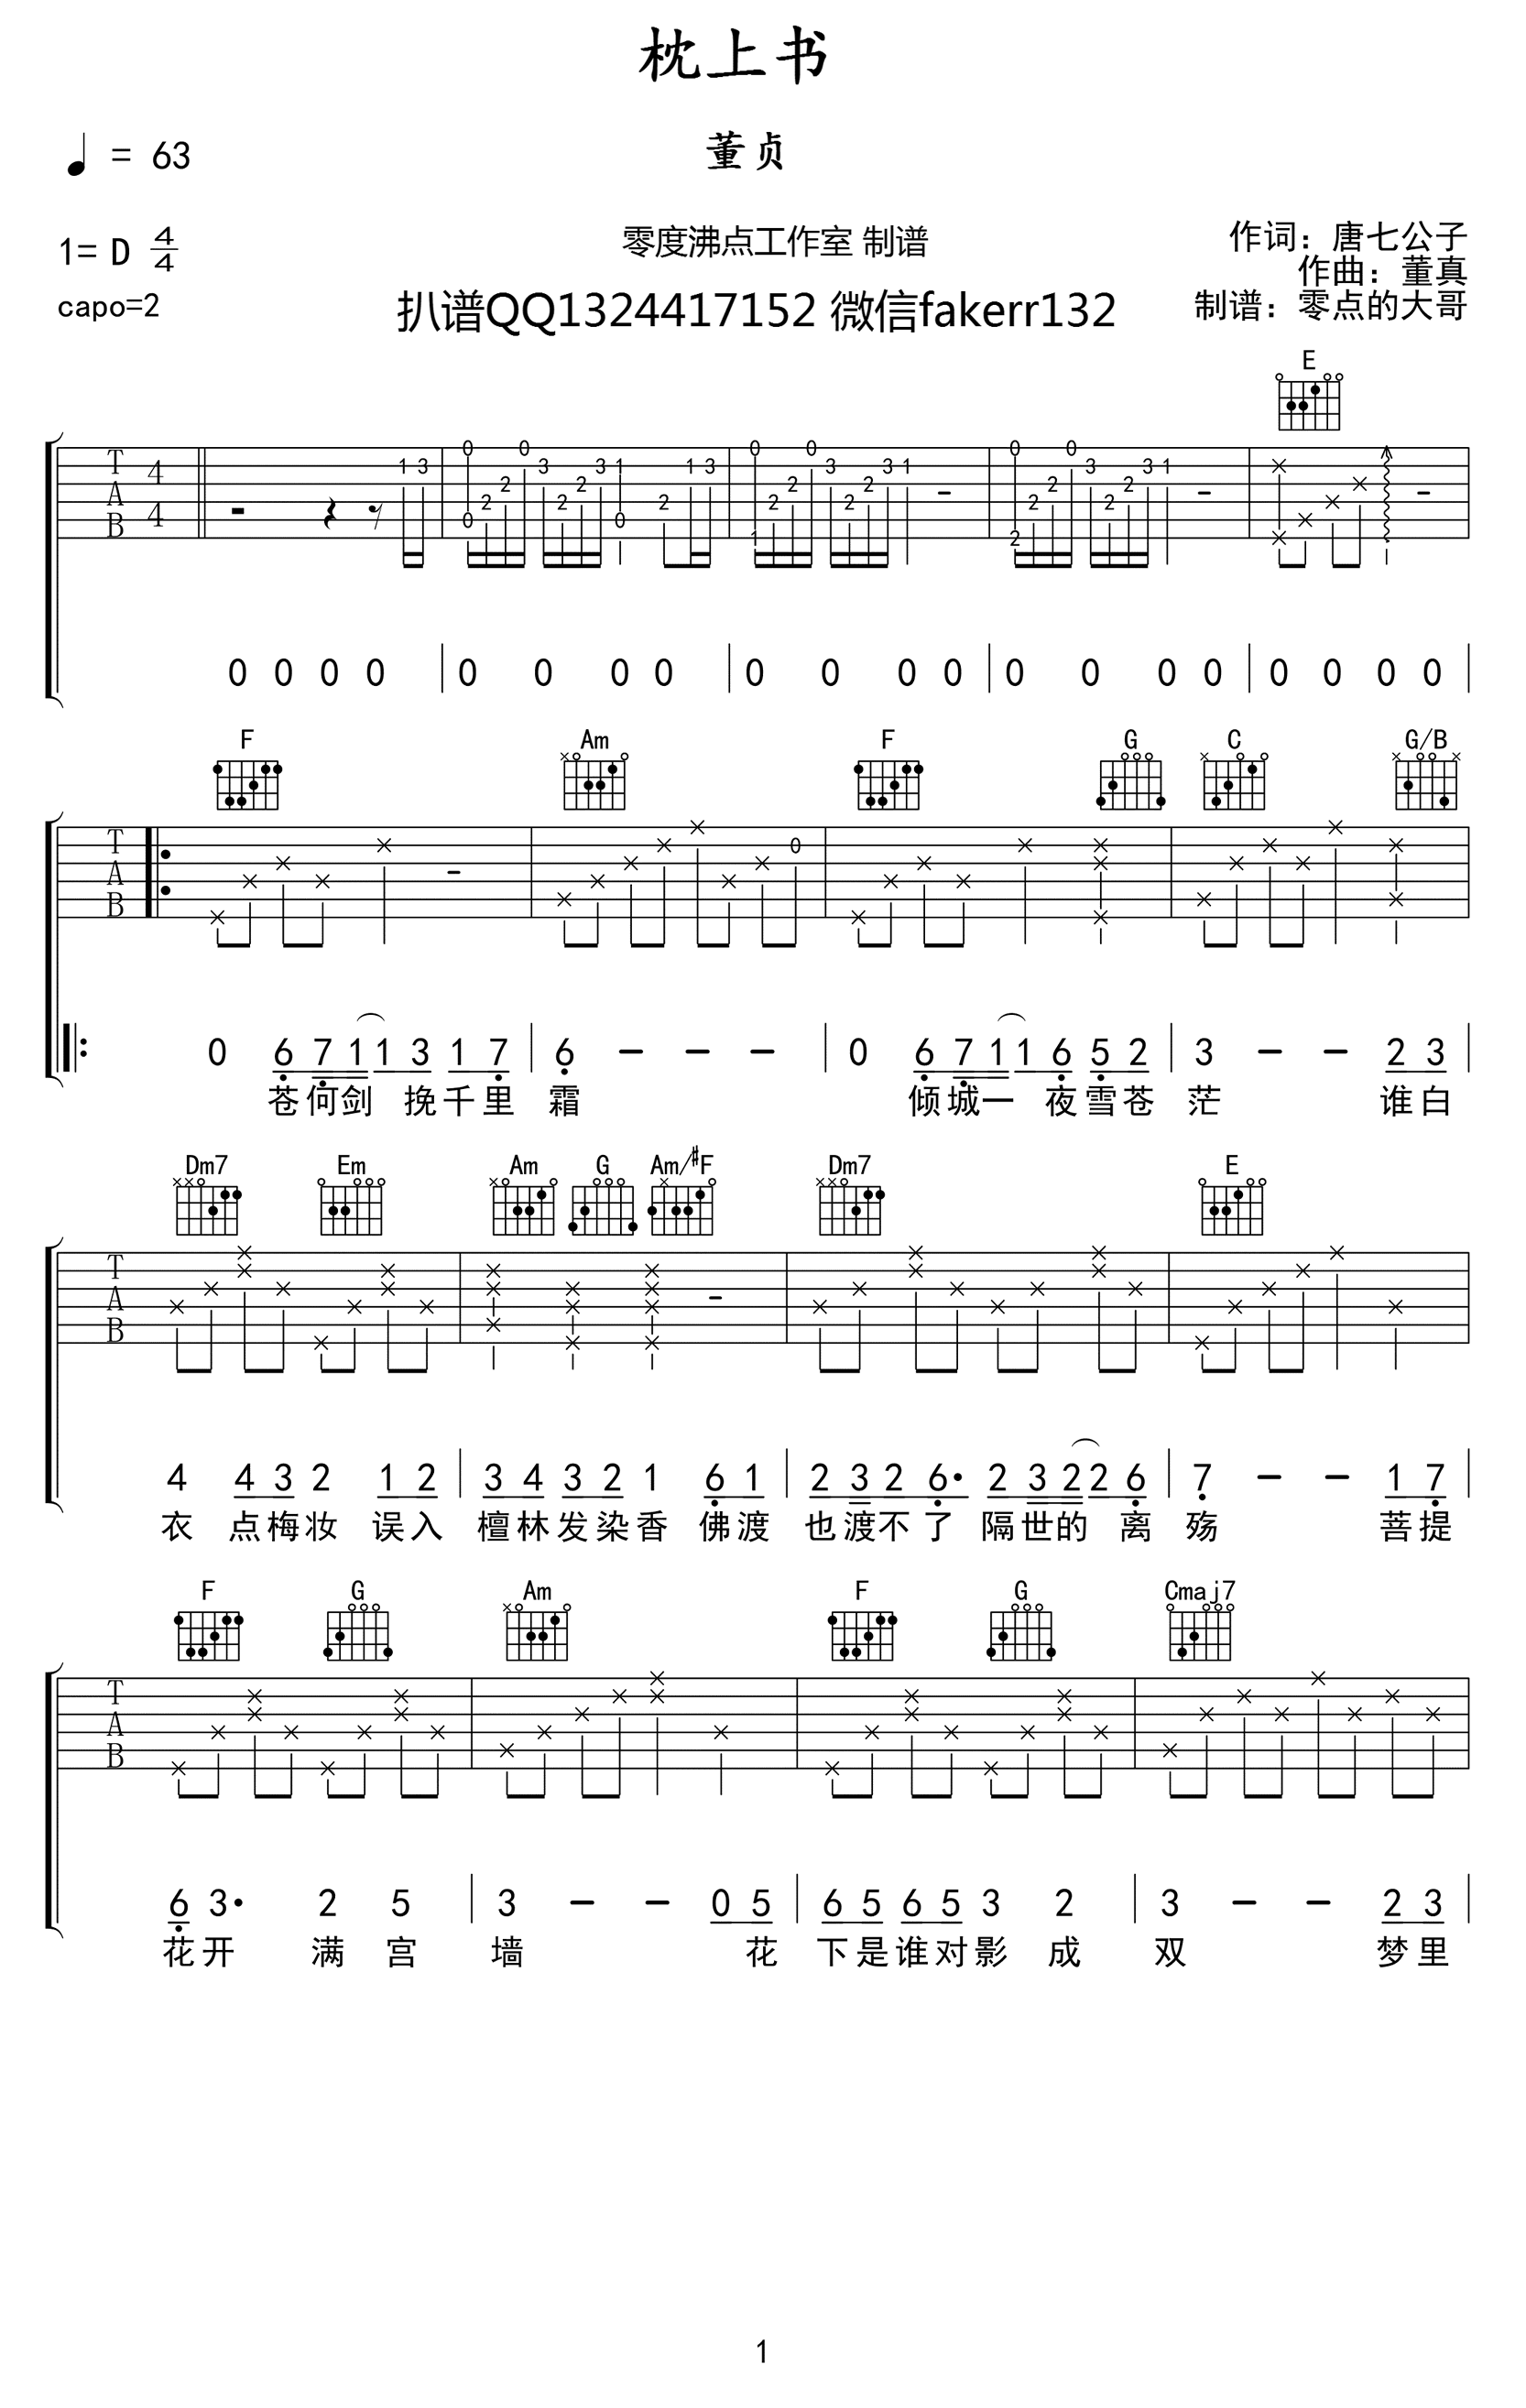 枕上书
董贞
♩ = 63
1= D 4/4
零度沸点工作室 制谱
作词：唐七公子
作曲：董真
capo=2
扒谱QQ1324417152 微信fakerr132
制谱：零点的大哥
E
T A B 4 4
1 3 0 0 2 2 0 3 2 2 3 1 0 2 1 3 0 1 2 2 0 3 2 2 3 1 0 2 2 2 0 3 2 2 3 1
0 0 0 0 | 0 0 0 0 | 0 0 0 0 | 0 0 0 0 | 0 0 0 0
F Am F G C G/B
T A B
0
0 6 7 1 1 3 1 7 | 6 - - - | 0 6 7 1 1 6 5 2 | 3 - - 2 3
苍何剑 挽千里 霜 倾城一 夜雪苍 茫 谁白
Dm7 Em Am G Am/#F Dm7 E
T A B
4 4 3 2 1 2 | 3 4 3 2 1 6 1 | 2 3 2 6· 2 3 2 2 6 | 7 - - 1 7
衣 点梅妆 误入 檀林发染香 佛渡 也渡不了 隔世的 离 殇 菩提
F G Am F G Cmaj7
T A B
6 3· 2 5 | 3 - - 0 5 | 6 5 6 5 3 2 | 3 - - 2 3
花开 满 宫 墙 花 下是谁对影 成 双 梦里
1